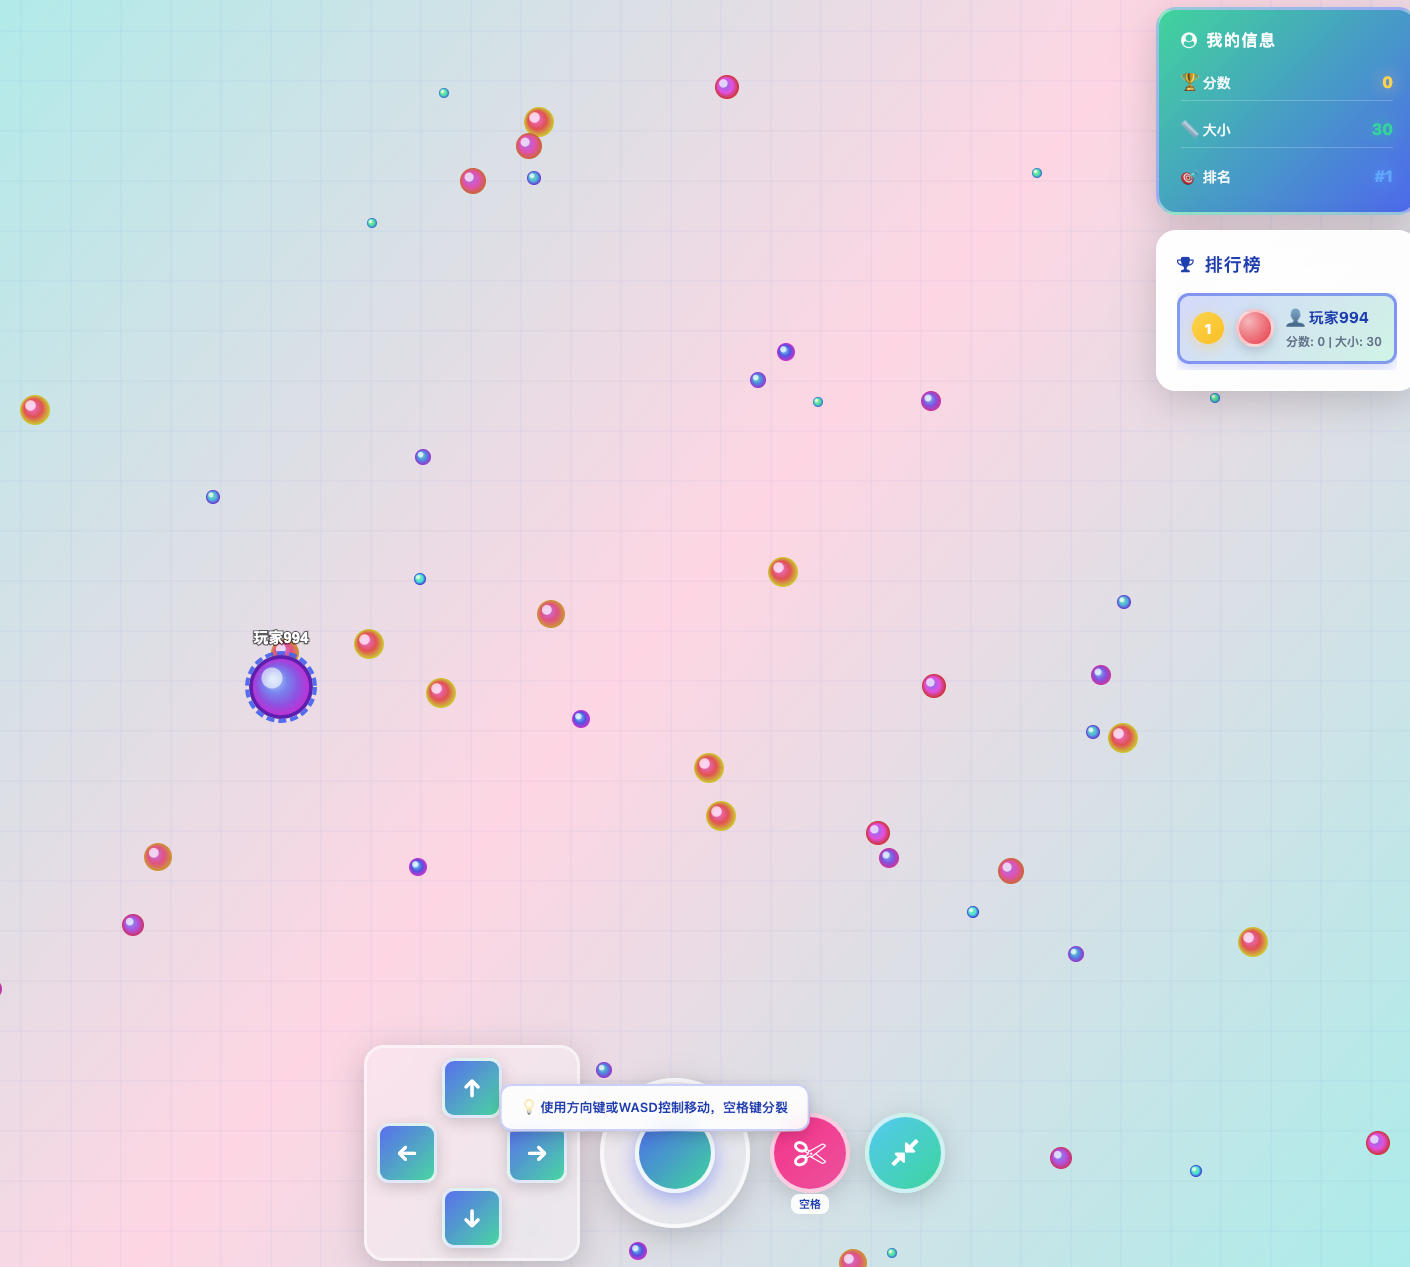 我的信息
🏆 分数 0
📏 大小 30
🎯 排名 #1
排行榜
1
👤 玩家994
分数: 0 | 大小: 30
玩家994
💡 使用方向键或WASD控制移动，空格键分裂
空格